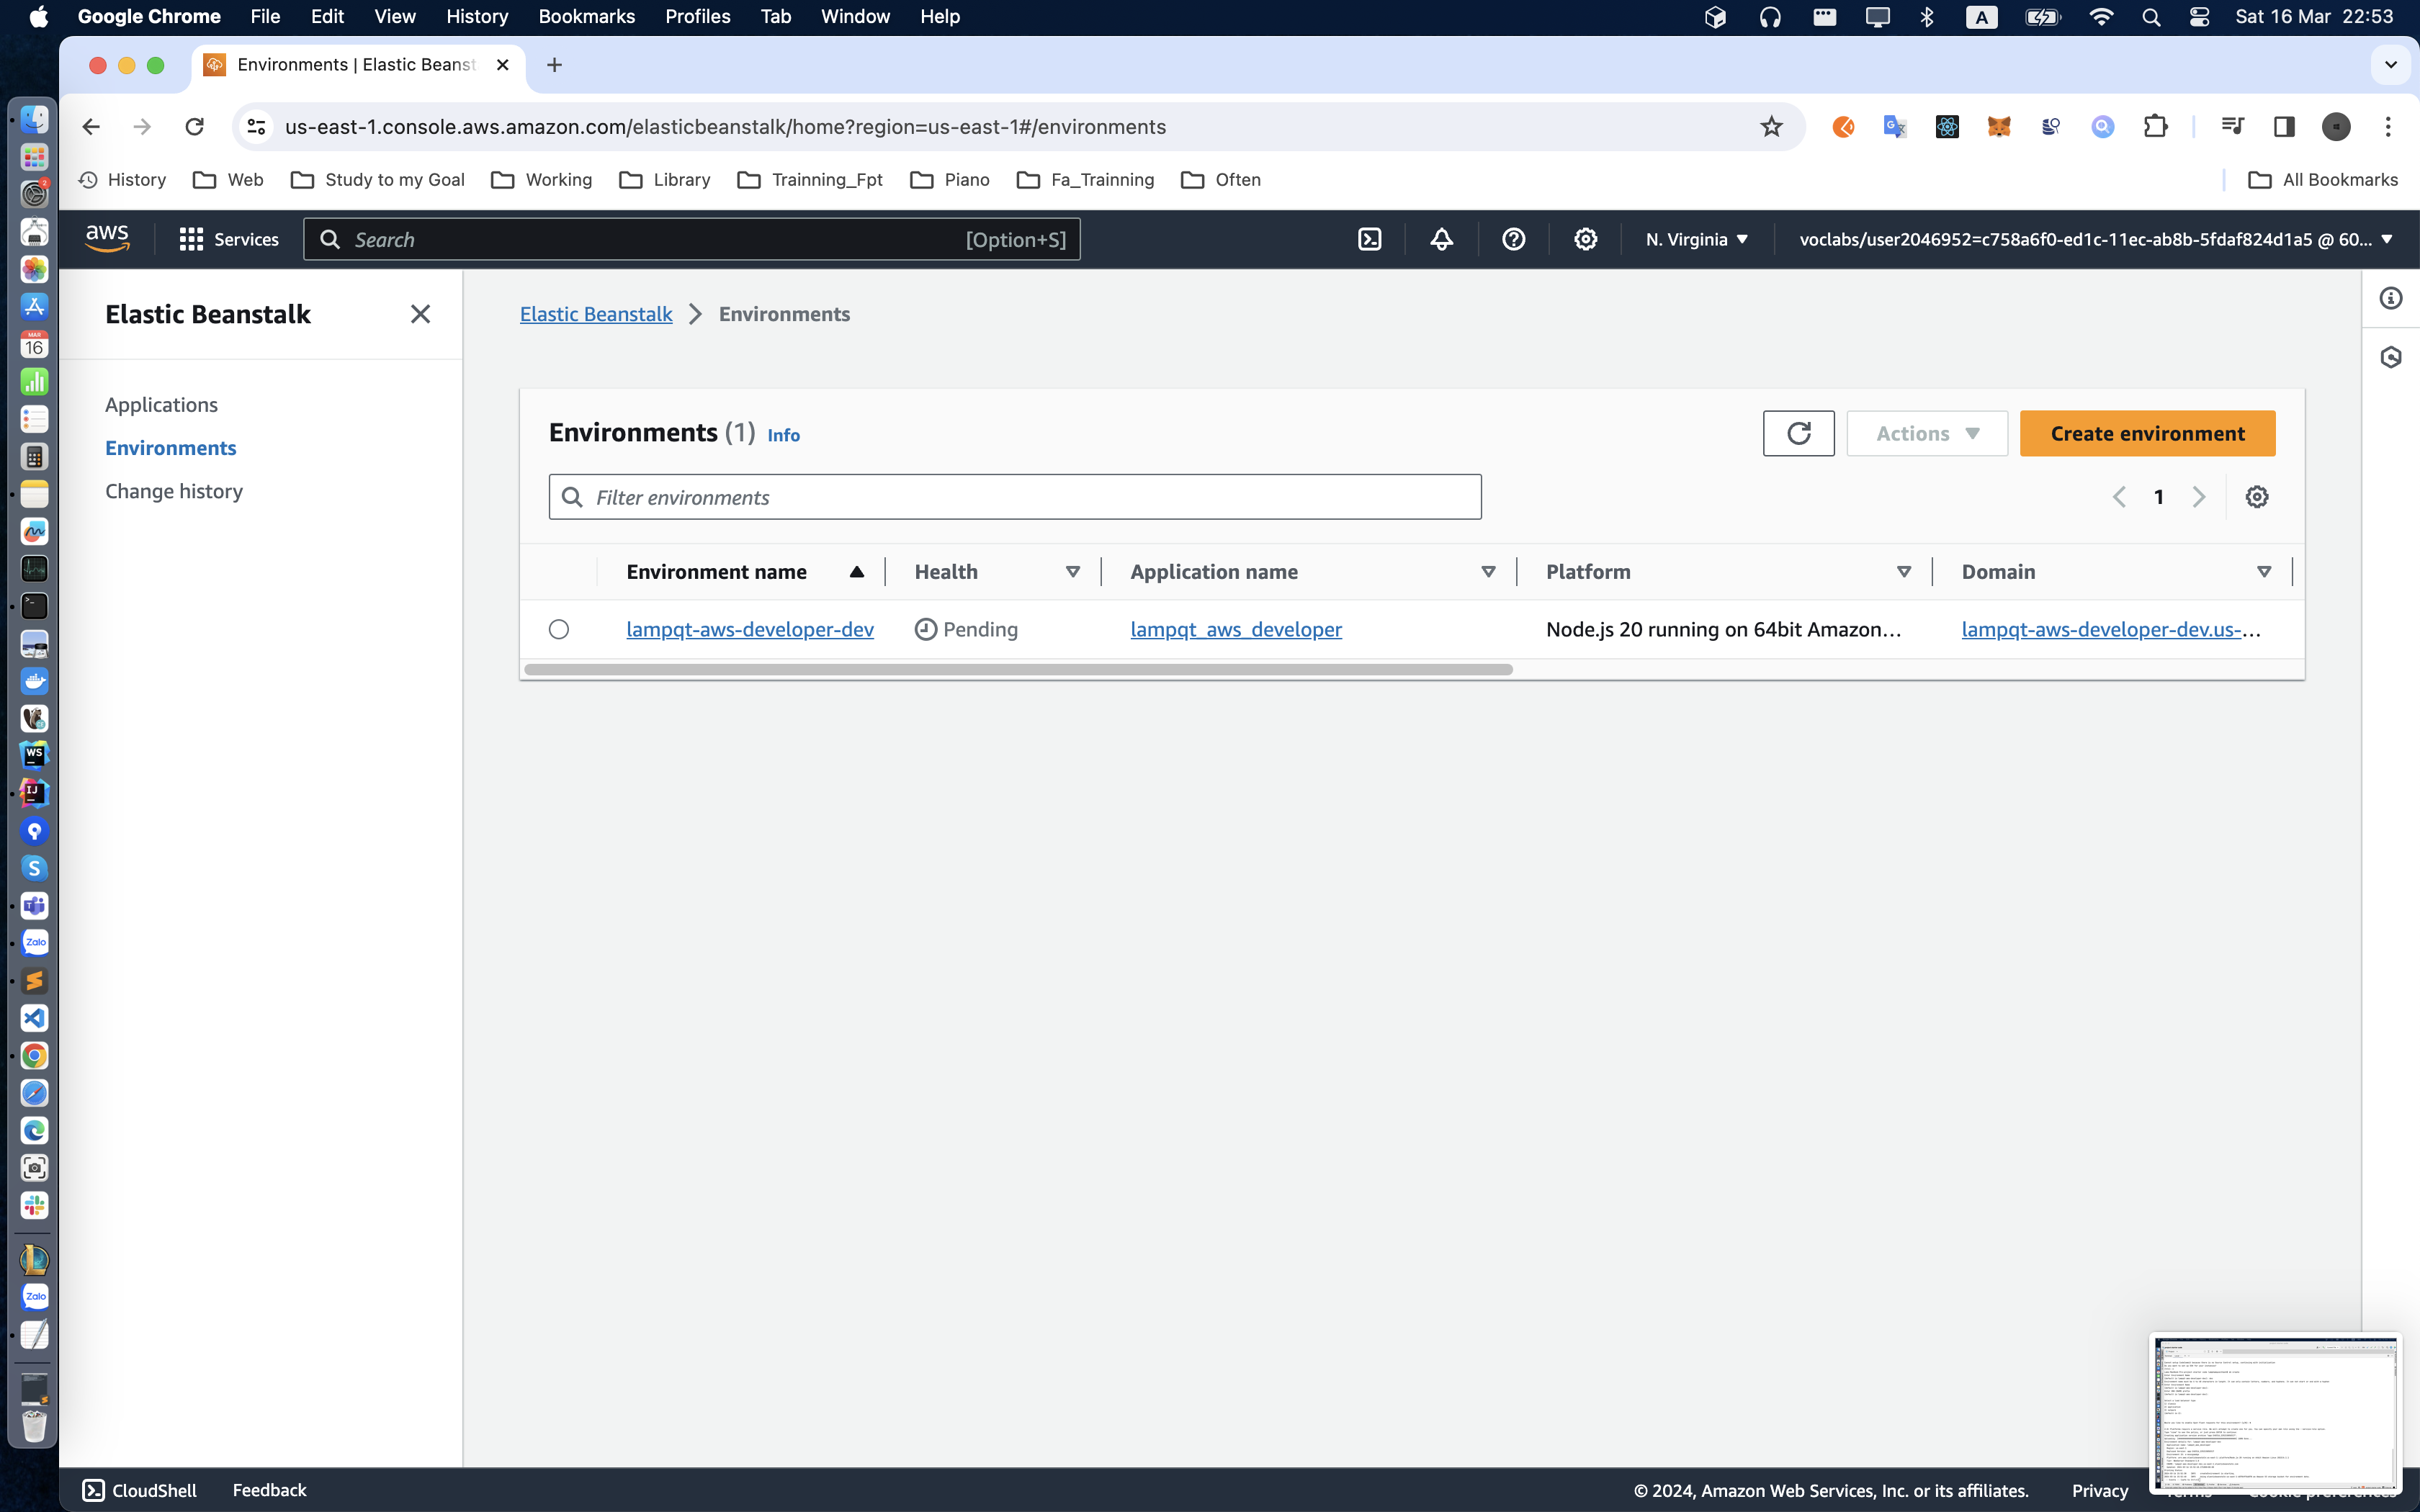 Google Chrome File Edit View History Bookmarks Profiles Tab Window Help A Sat 16 Mar 22:53
Environments | Elastic Beanst
us-east-1.console.aws.amazon.com/elasticbeanstalk/home?region=us-east-1#/environments
History Web Study to my Goal Working Library Trainning_Fpt Piano Fa_Trainning Often All Bookmarks
aws Services Search [Option+S] N. Virginia voclabs/user2046952=c758a6f0-ed1c-11ec-ab8b-5fdaf824d1a5 @ 60...
Elastic Beanstalk
Applications
Environments
Change history
Elastic Beanstalk Environments
Environments (1) Info Actions Create environment
Filter environments 1
Environment name Health Application name Platform Domain
lampqt-aws-developer-dev Pending lampqt_aws_developer Node.js 20 running on 64bit Amazon... lampqt-aws-developer-dev.us-...
MAR
16
WS
IJ
S
Zalo
Zalo
CloudShell Feedback © 2024, Amazon Web Services, Inc. or its affiliates. Privacy